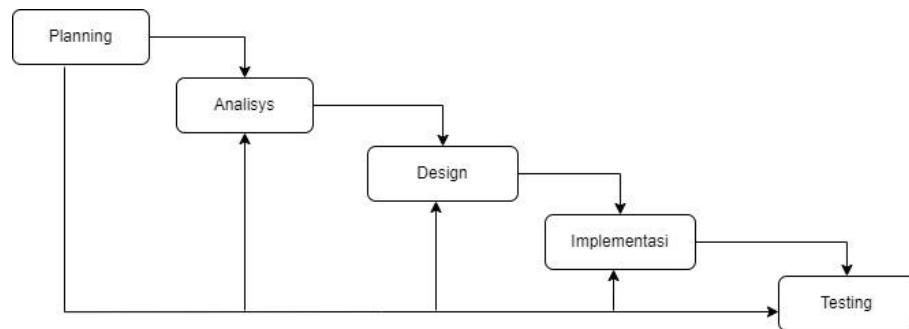 Planning
Analisys
Design
Implementasi
Testing